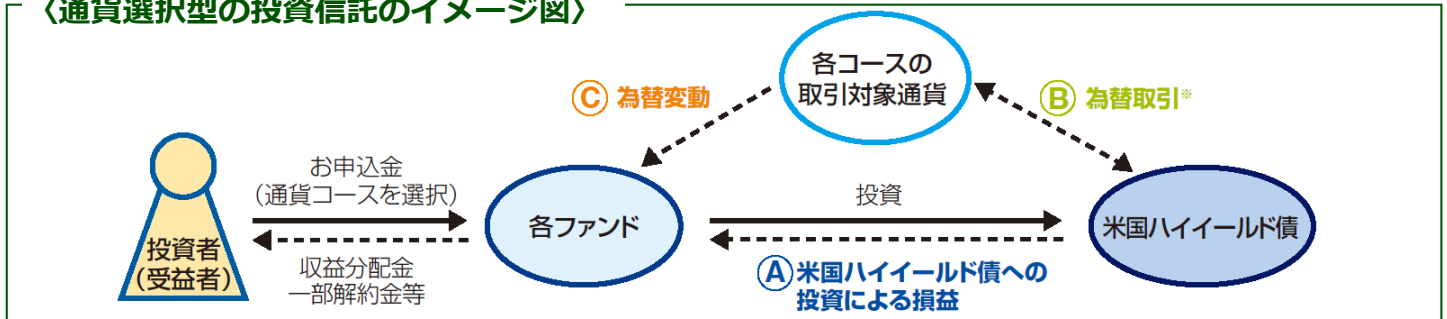 〈通貨選択型の投資信託のイメージ図〉
各コースの
取引対象通貨
Ⓒ 為替変動
Ⓑ 為替取引※
お申込金
(通貨コースを選択)
投資
投資者
(受益者)
各ファンド
米国ハイイールド債
収益分配金
一部解約金等
Ⓐ 米国ハイイールド債への
投資による損益